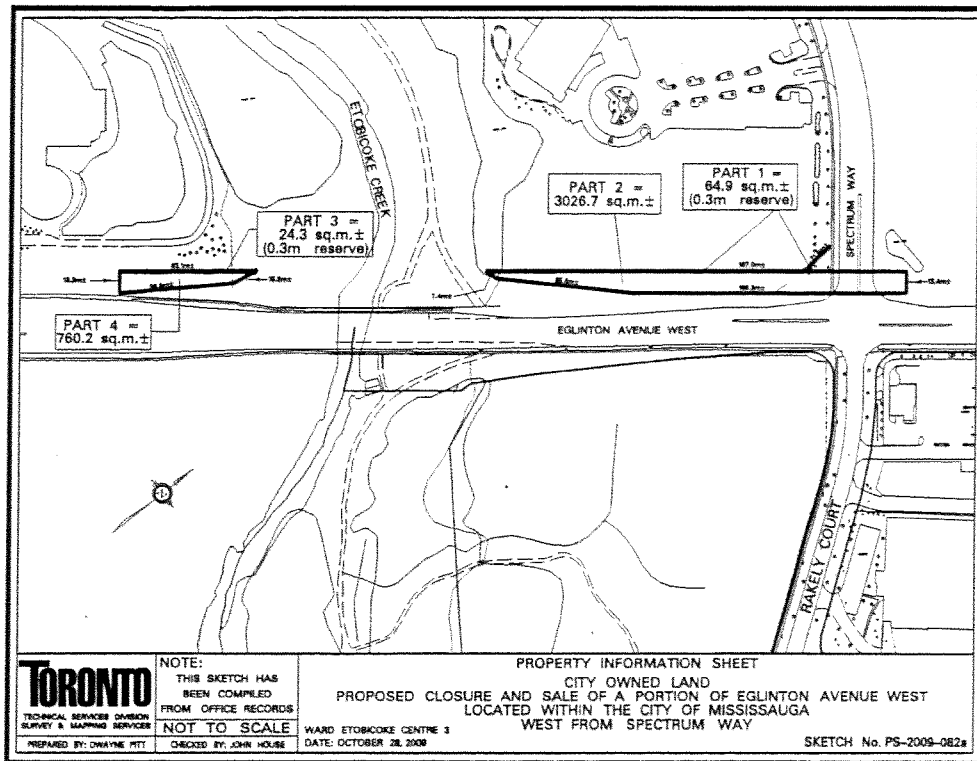 ETOBICOKE CREEK
SPECTRUM WAY
PART 1 =
64.9 sq.m.±
(0.3m reserve)
PART 2 =
3026.7 sq.m.±
PART 3 =
24.3 sq.m.±
(0.3m reserve)
PART 4 =
760.2 sq.m.±
EGLINTON AVENUE WEST
RAKELY COURT
TORONTO
TECHNICAL SERVICES DIVISION
SURVEY & MAPPING SERVICES
PREPARED BY: DWAYNE PITT
NOTE:
THIS SKETCH HAS
BEEN COMPILED
FROM OFFICE RECORDS
NOT TO SCALE
CHECKED BY: JOHN HOUSE
PROPERTY INFORMATION SHEET
CITY OWNED LAND
PROPOSED CLOSURE AND SALE OF A PORTION OF EGLINTON AVENUE WEST
LOCATED WITHIN THE CITY OF MISSISSAUGA
WEST FROM SPECTRUM WAY
WARD ETOBICOKE CENTRE 3
DATE: OCTOBER 28, 2009
SKETCH No. PS-2009-082a